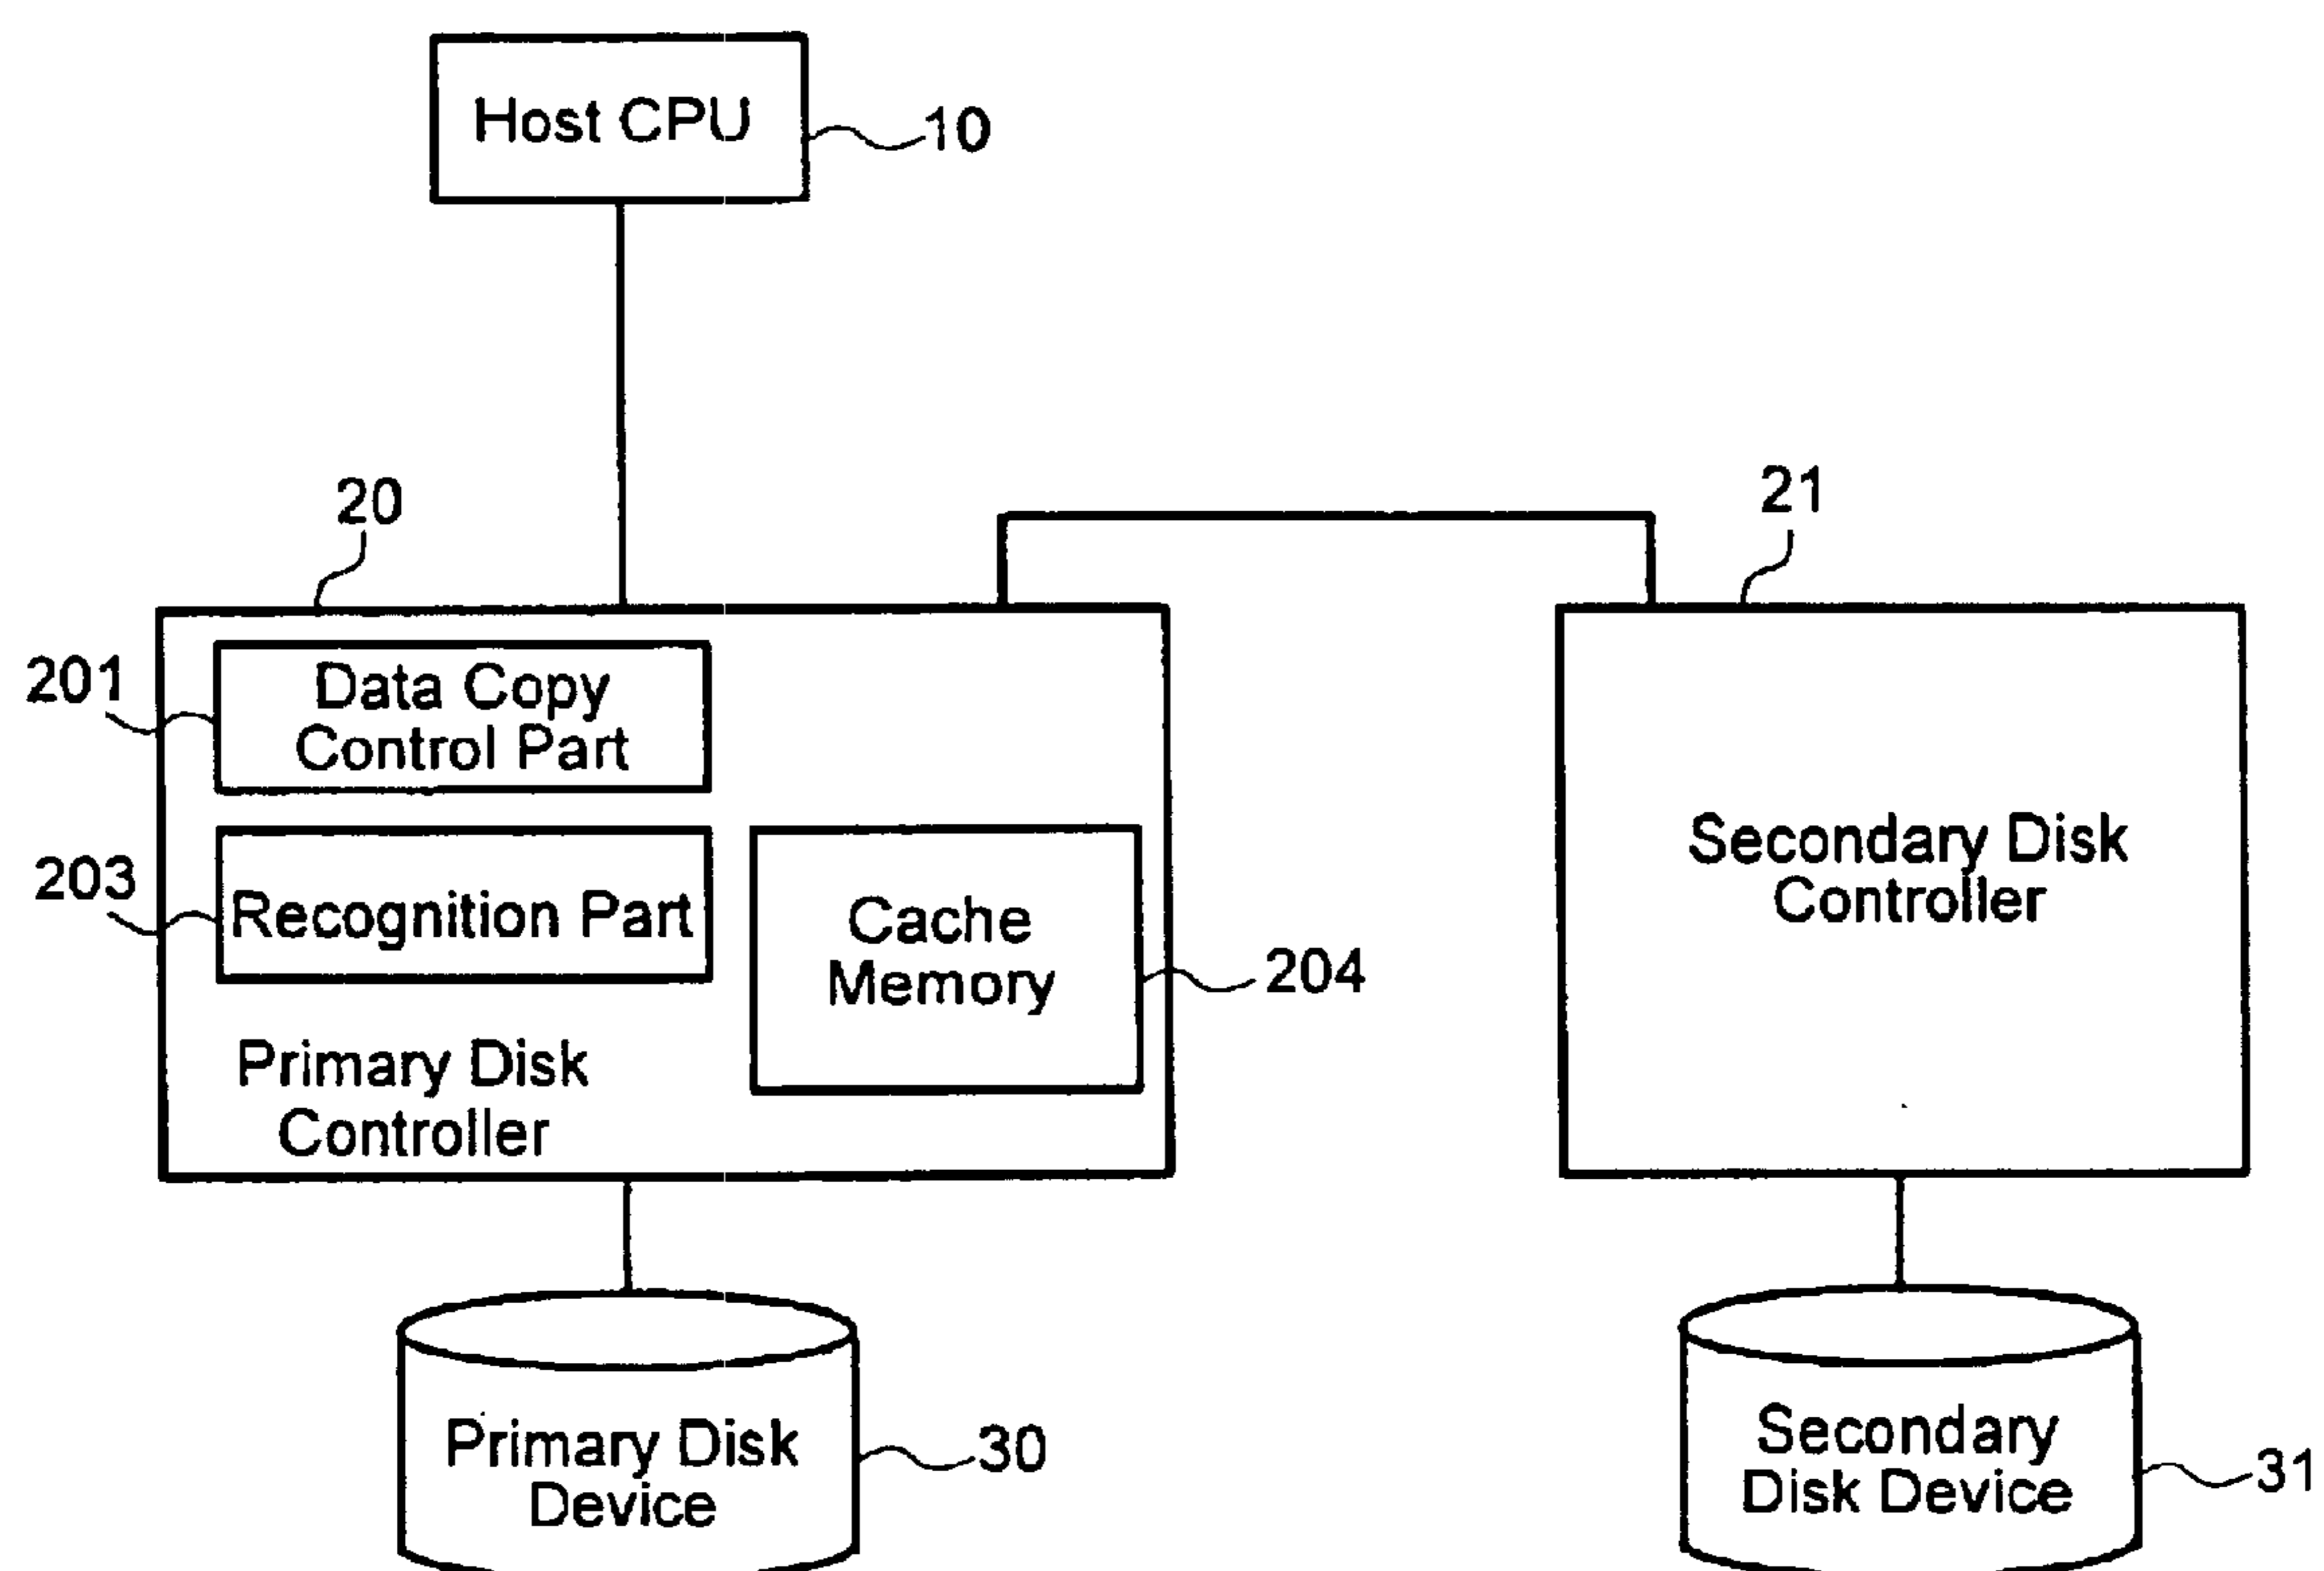 Host CPU
10
20
21
201
Data Copy
Control Part
203
Recognition Part
Cache
Memory
204
Primary Disk
Controller
Secondary Disk
Controller
Primary Disk
Device
30
Secondary
Disk Device
31